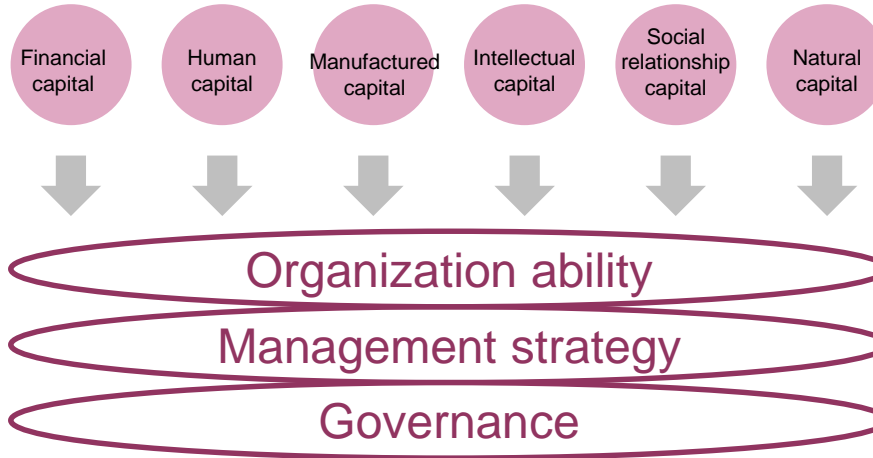 Financial
capital
Human
capital
Manufactured
capital
Intellectual
capital
Social
relationship
capital
Natural
capital
Organization ability
Management strategy
Governance